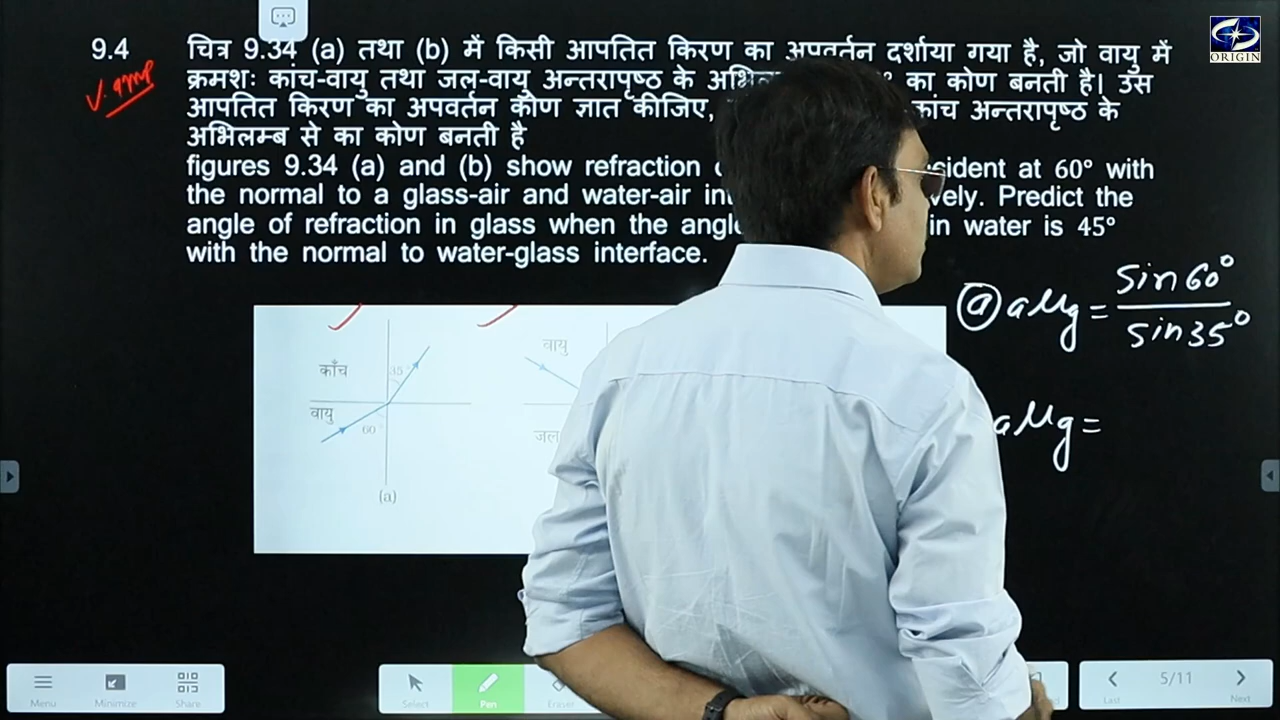 9.4 चित्र 9.34 (a) तथा (b) में किसी आपतित किरण का अपवर्तन दर्शाया गया है, जो वायु में
क्रमशः कांच-वायु तथा जल-वायु अन्तरापृष्ठ के का कोण बनती है। उस
आपतित किरण का अपवर्तन कोण ज्ञात कीजिए, कांच अन्तरापृष्ठ के
अभिलम्ब से का कोण बनती है
figures 9.34 (a) and (b) show refraction at 60° with
the normal to a glass-air and water-air Predict the
angle of refraction in glass when the in water is 45°
with the normal to water-glass interface.
v. imp
ORIGIN
(a) aμg = sin60°/sin35°
aμg =
काँच
35
वायु
60
(a)
वायु
जल
Menu
Minimize
Share
Select
Pen
Eraser
Last
5/11
Next